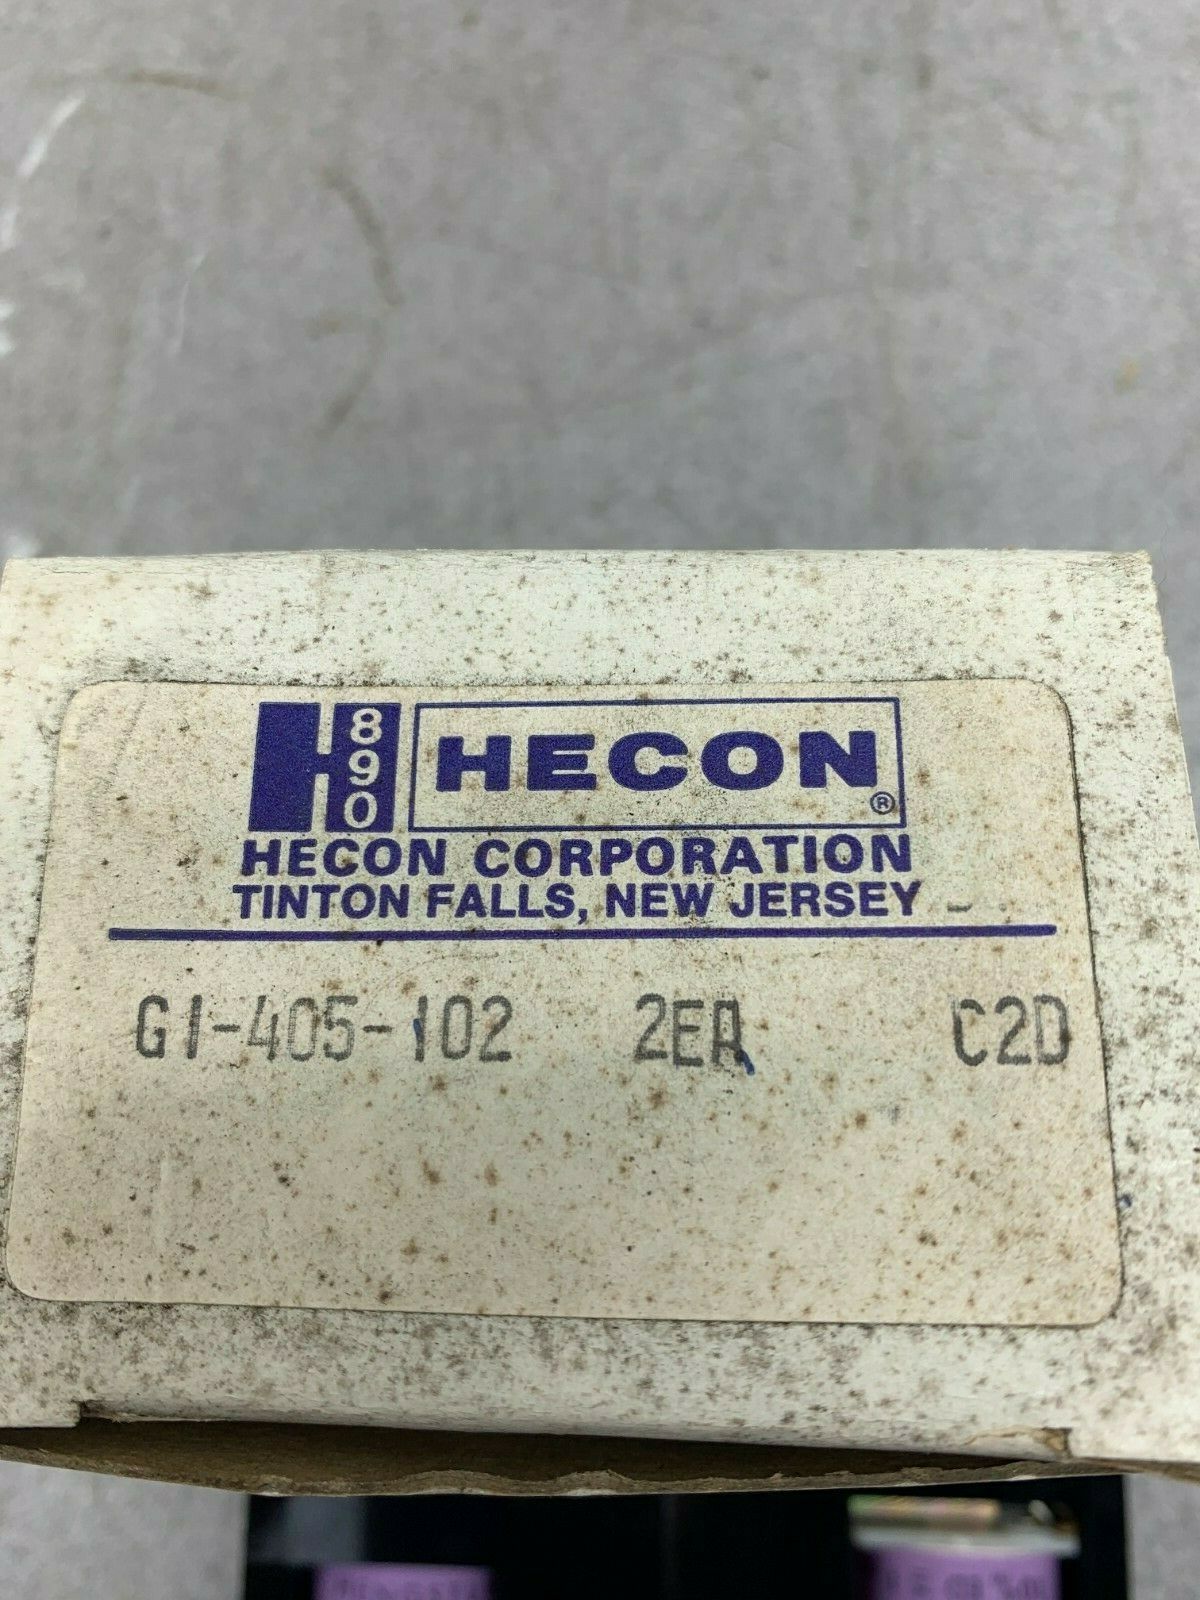 H 890 HECON ®
HECON CORPORATION
TINTON FALLS, NEW JERSEY
G1-405-102 2EA C2D